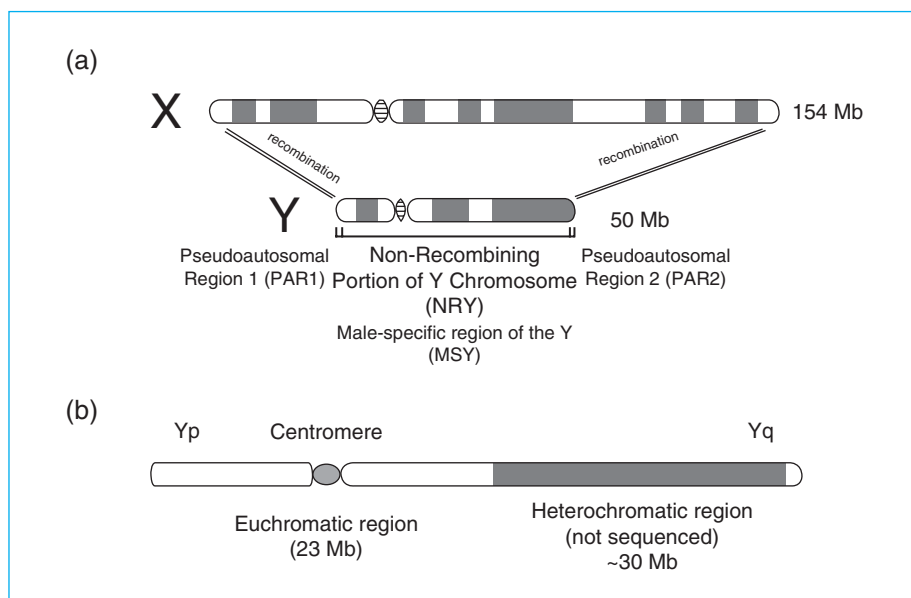 (a)
X
154 Mb
recombination
recombination
Y
50 Mb
Pseudoautosomal
Region 1 (PAR1)
Non-Recombining
Portion of Y Chromosome
(NRY)
Male-specific region of the Y
(MSY)
Pseudoautosomal
Region 2 (PAR2)
(b)
Yp
Centromere
Yq
Euchromatic region
(23 Mb)
Heterochromatic region
(not sequenced)
~30 Mb